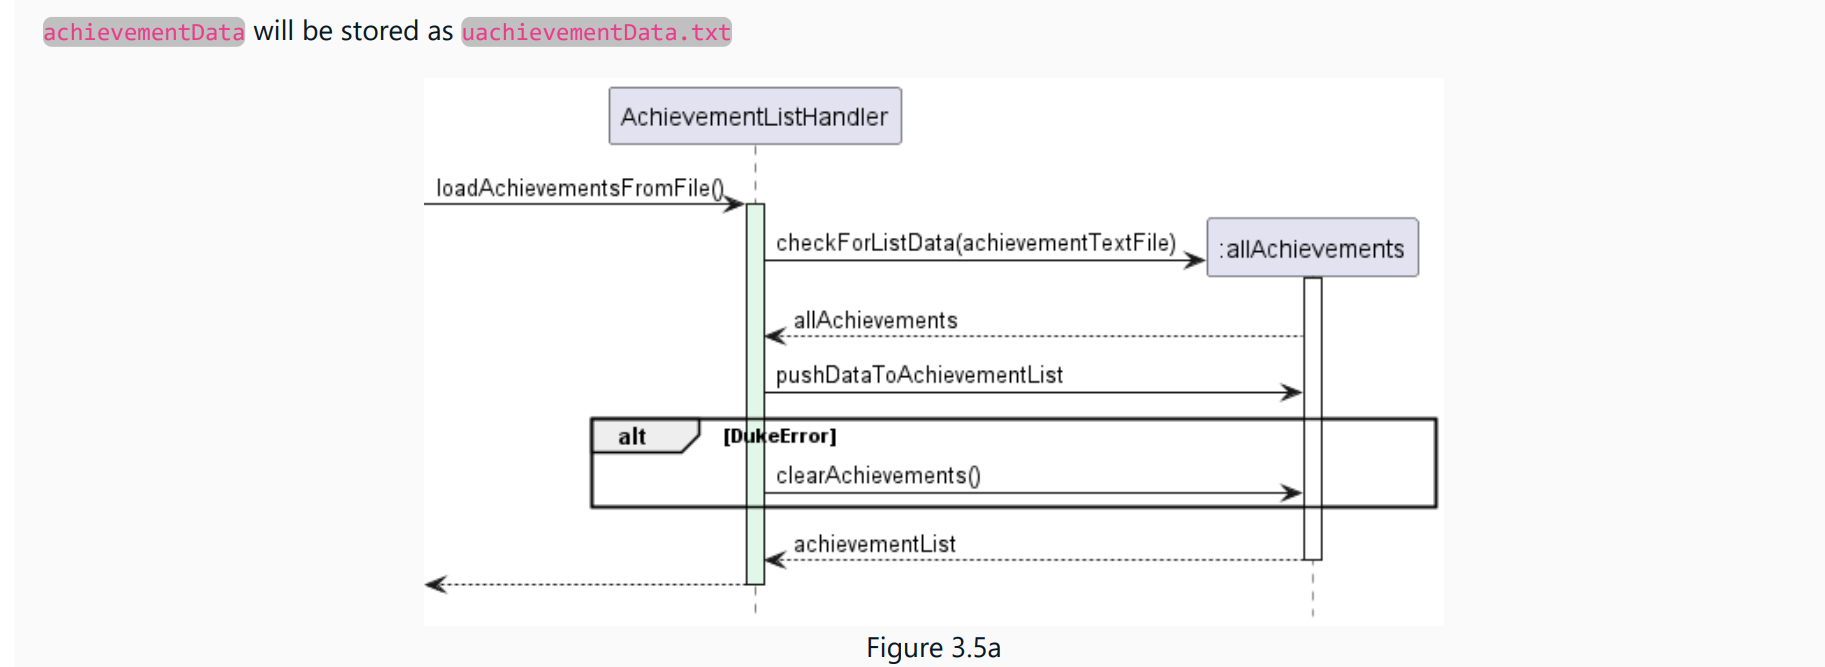 achievementData will be stored as uachievementData.txt
AchievementListHandler
loadAchievementsFromFile()
checkForListData(achievementTextFile)
:allAchievements
allAchievements
pushDataToAchievementList
alt [DukeError]
clearAchievements()
achievementList
Figure 3.5a